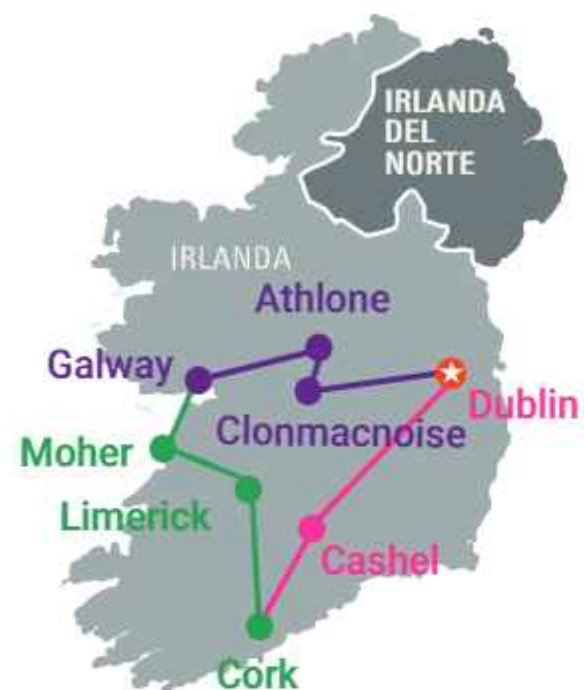 IRLANDA
DEL
NORTE
IRLANDA
Athlone
Galway
Dublin
Clonmacnoise
Moher
Limerick
Cashel
Cork